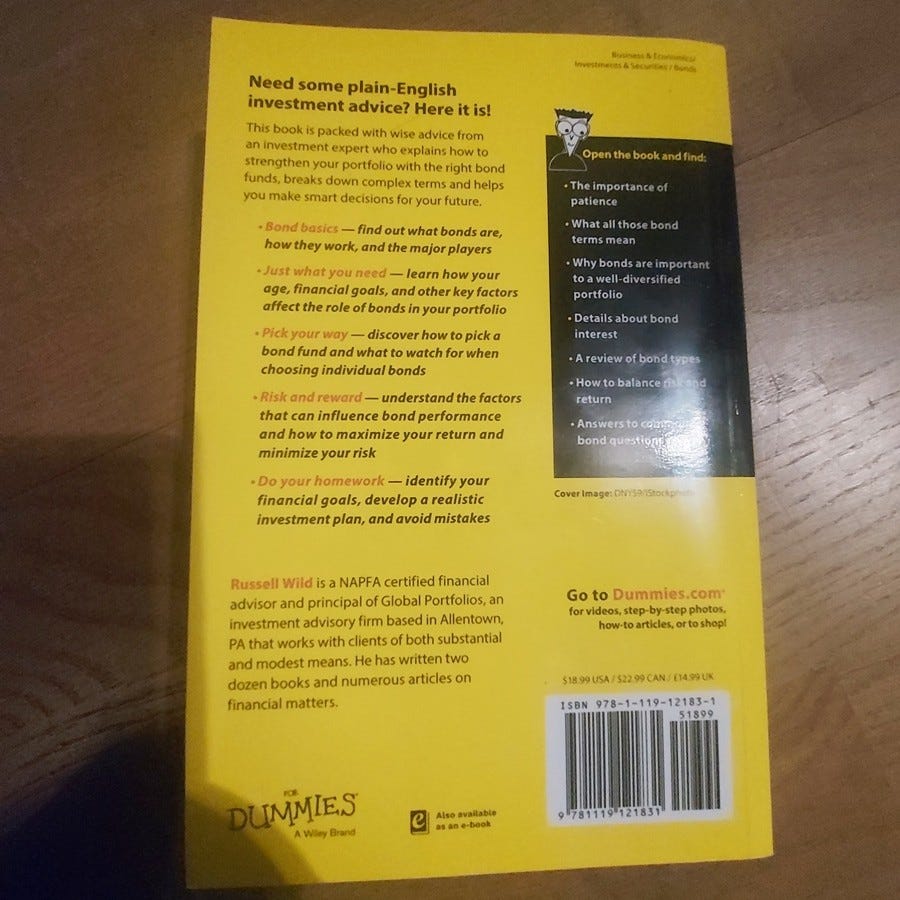 Business & Economics/
Investments & Securities / Bonds
Need some plain-English
investment advice? Here it is!
This book is packed with wise advice from
an investment expert who explains how to
strengthen your portfolio with the right bond
funds, breaks down complex terms and helps
you make smart decisions for your future.
• Bond basics — find out what bonds are,
how they work, and the major players
• Just what you need — learn how your
age, financial goals, and other key factors
affect the role of bonds in your portfolio
• Pick your way — discover how to pick a
bond fund and what to watch for when
choosing individual bonds
• Risk and reward — understand the factors
that can influence bond performance
and how to maximize your return and
minimize your risk
• Do your homework — identify your
financial goals, develop a realistic
investment plan, and avoid mistakes
Russell Wild is a NAPFA certified financial
advisor and principal of Global Portfolios, an
investment advisory firm based in Allentown,
PA that works with clients of both substantial
and modest means. He has written two
dozen books and numerous articles on
financial matters.
FOR
DUMMIES
A Wiley Brand
e
Also available
as an e-book
Open the book and find:
• The importance of
patience
• What all those bond
terms mean
• Why bonds are important
to a well-diversified
portfolio
• Details about bond
interest
• A review of bond types
• How to balance risk and
return
• Answers to
bond questions
Cover Image:
Go to Dummies.com®
for videos, step-by-step photos,
how-to articles, or to shop!
$18.99 USA / $22.99 CAN / £14.99 UK
ISBN 978-1-119-12183-1
51899
9 781119 121831